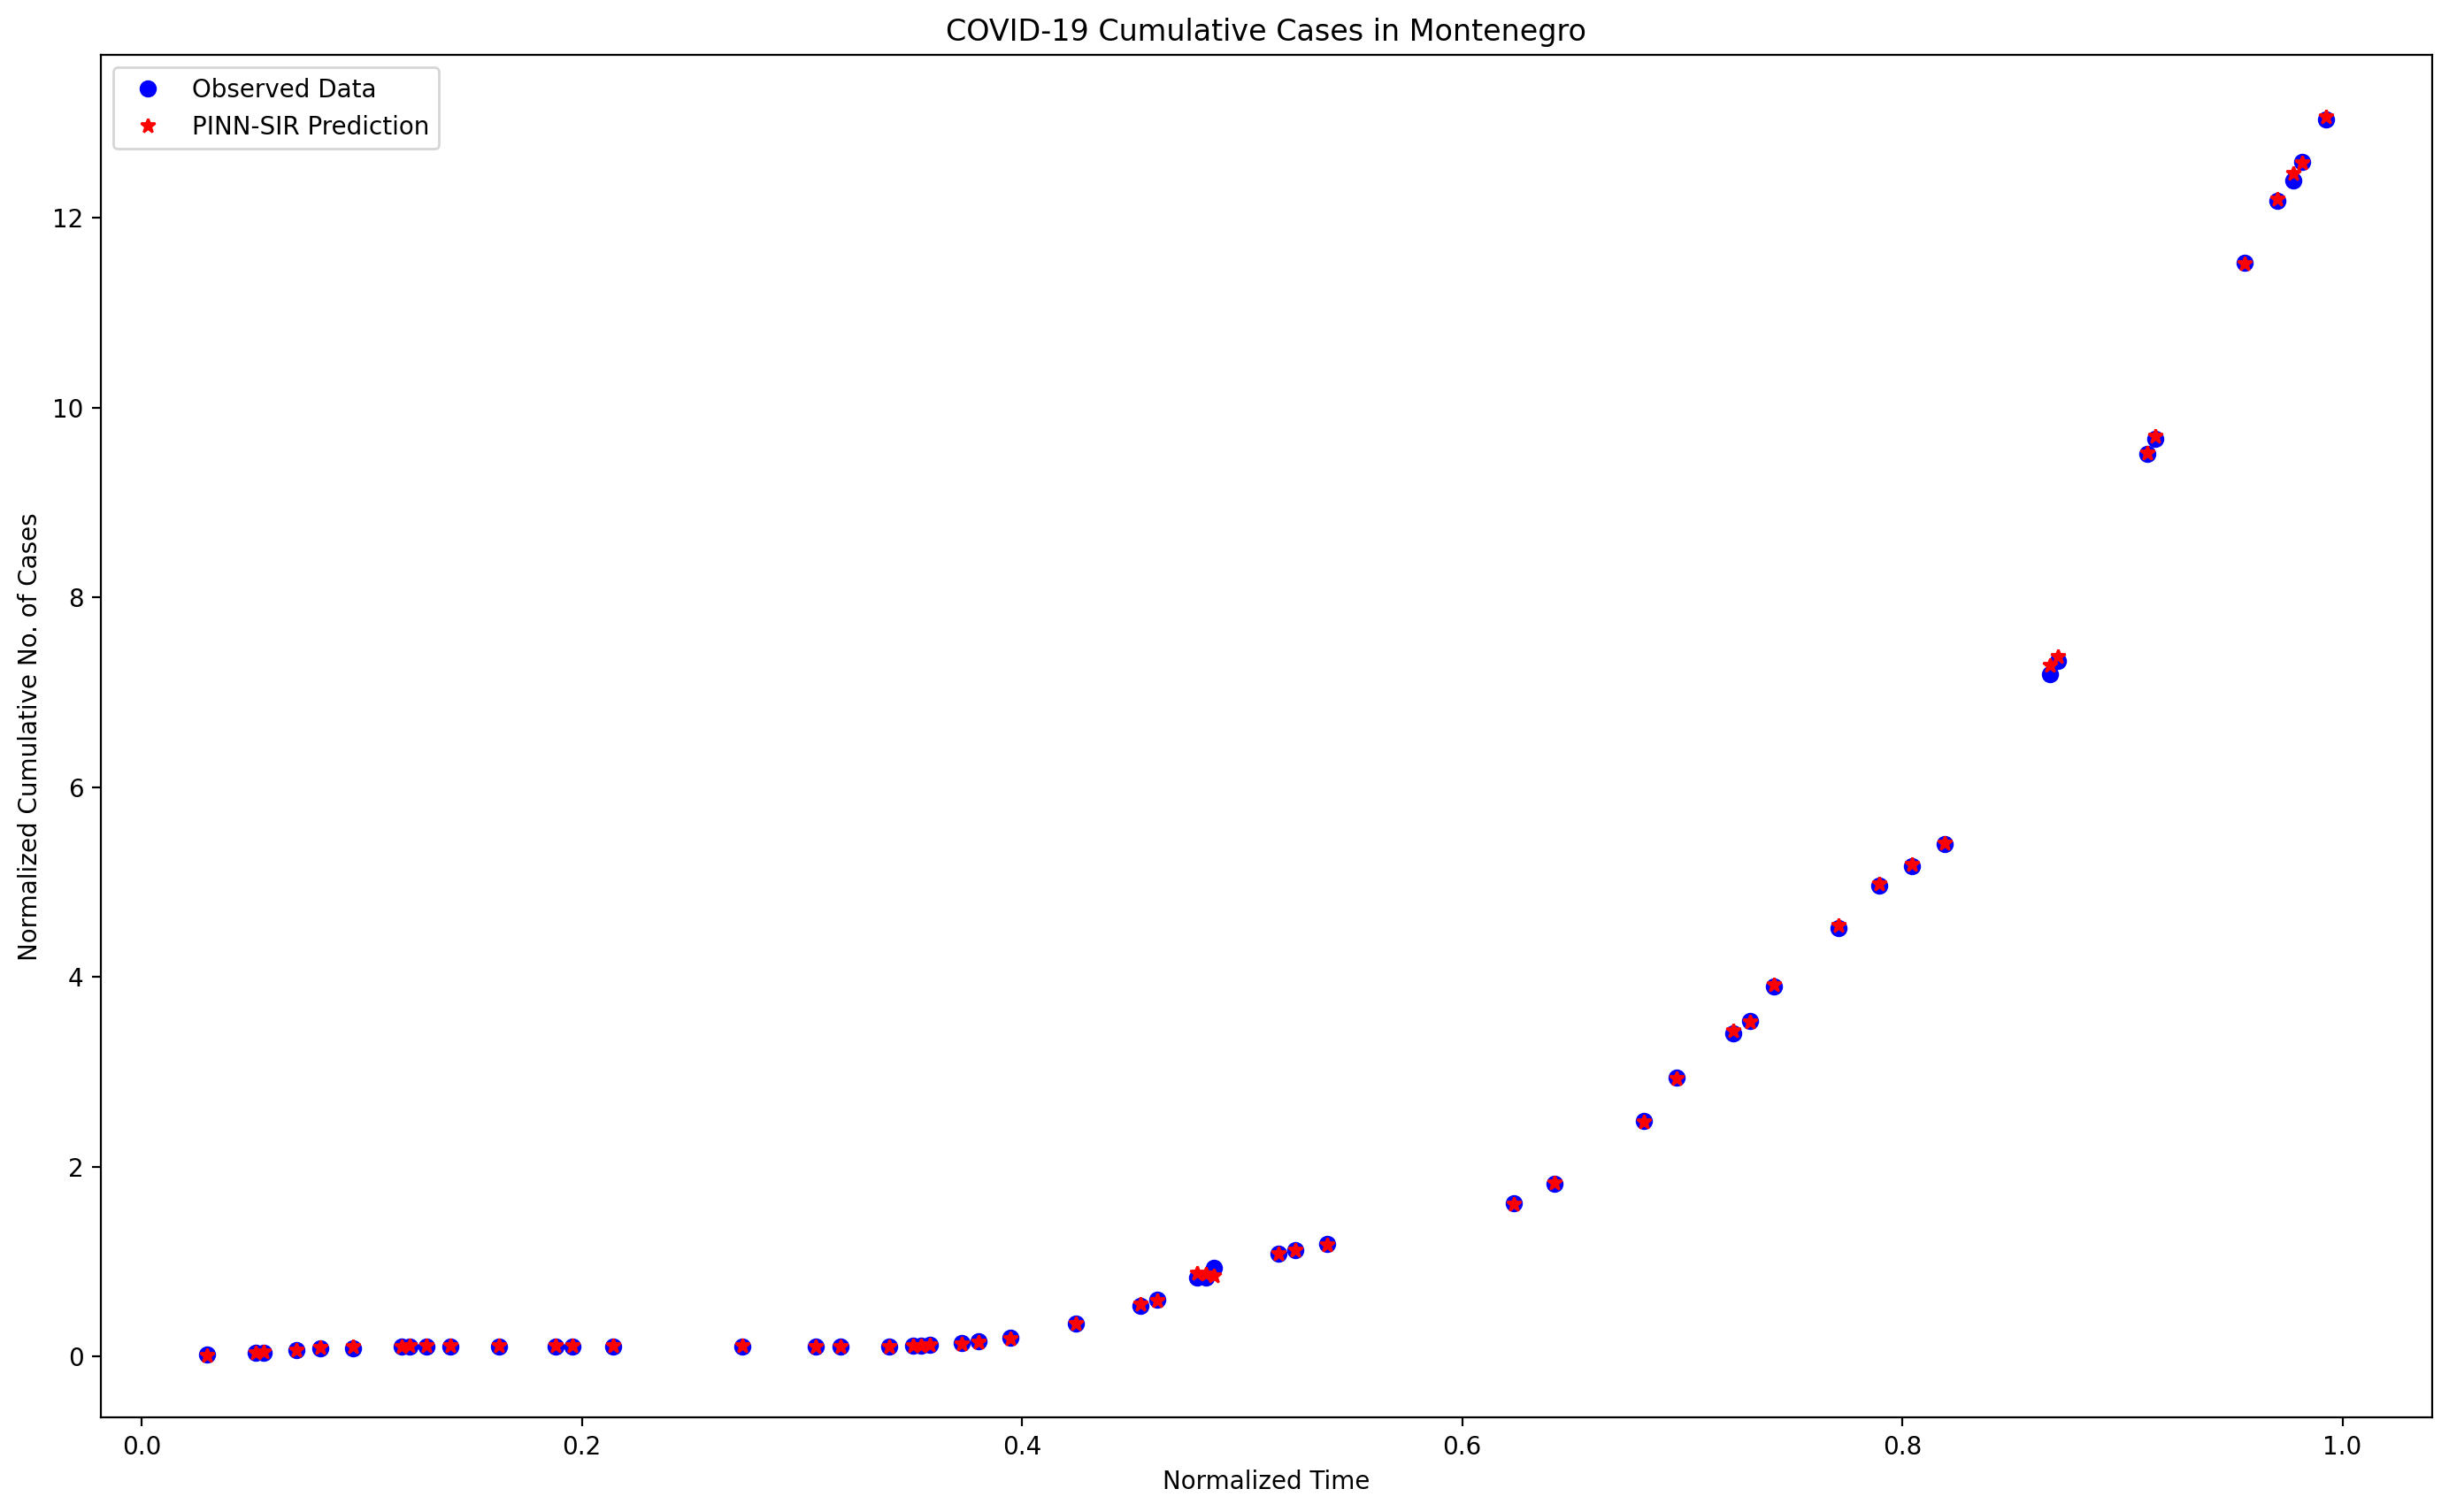 COVID-19 Cumulative Cases in Montenegro
Observed Data
PINN-SIR Prediction
Normalized Cumulative No. of Cases
12
10
8
6
4
2
0
0.0 0.2 0.4 0.6 0.8 1.0
Normalized Time